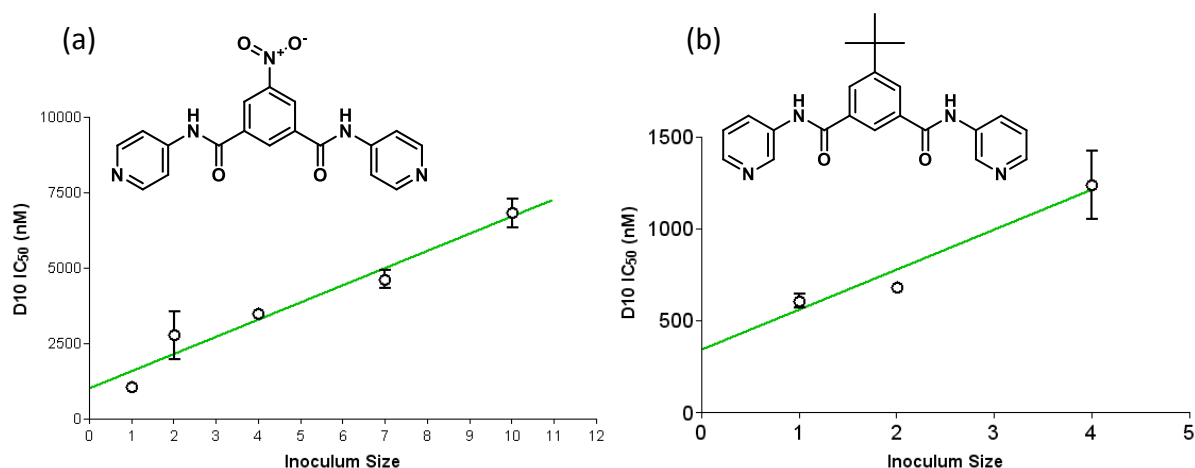 (a)
O N+ O-
H N
O
N
O
H N
N
10000
7500
5000
2500
0
D10 IC50 (nM)
0 1 2 3 4 5 6 7 8 9 10 11 12
Inoculum Size
(b)
H N
O
N
O
H N
N
1500
1000
500
0
D10 IC50 (nM)
0 1 2 3 4 5
Inoculum Size